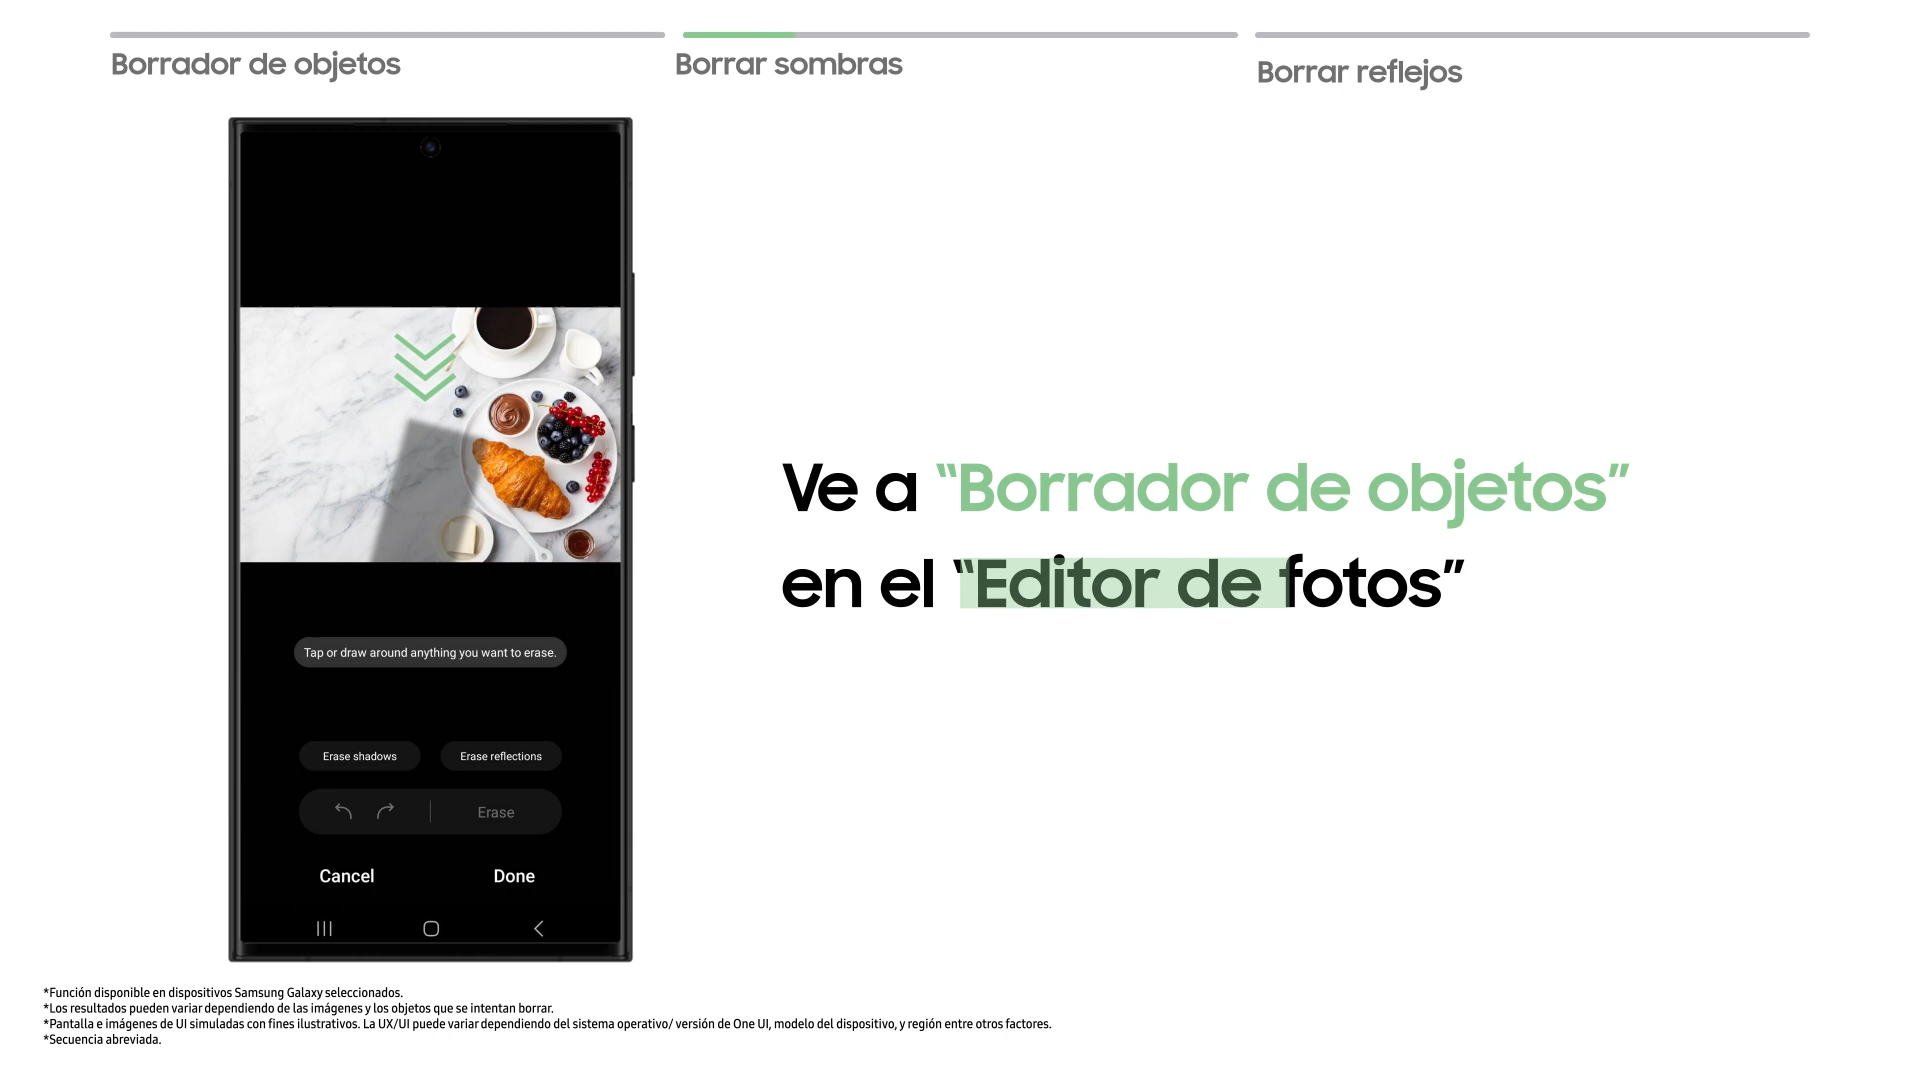 Borrador de objetos
Borrar sombras
Borrar reflejos
Ve a “Borrador de objetos”
en el “Editor de fotos”
Tap or draw around anything you want to erase.
Erase shadows
Erase reflections
Erase
Cancel
Done
*Función disponible en dispositivos Samsung Galaxy seleccionados.
*Los resultados pueden variar dependiendo de las imágenes y los objetos que se intentan borrar.
*Pantalla e imágenes de UI simuladas con fines ilustrativos. La UX/UI puede variar dependiendo del sistema operativo/ versión de One UI, modelo del dispositivo, y región entre otros factores.
*Secuencia abreviada.